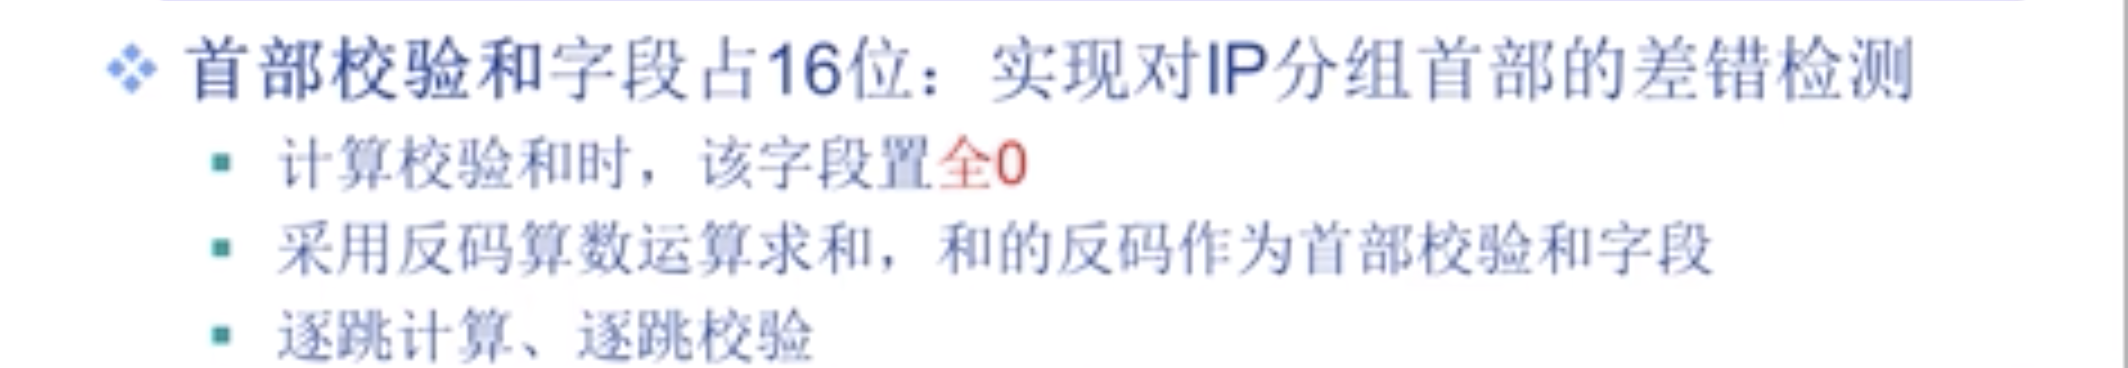 首部校验和字段占16位：实现对IP分组首部的差错检测
计算校验和时，该字段置全0
采用反码算数运算求和，和的反码作为首部校验和字段
逐跳计算、逐跳校验